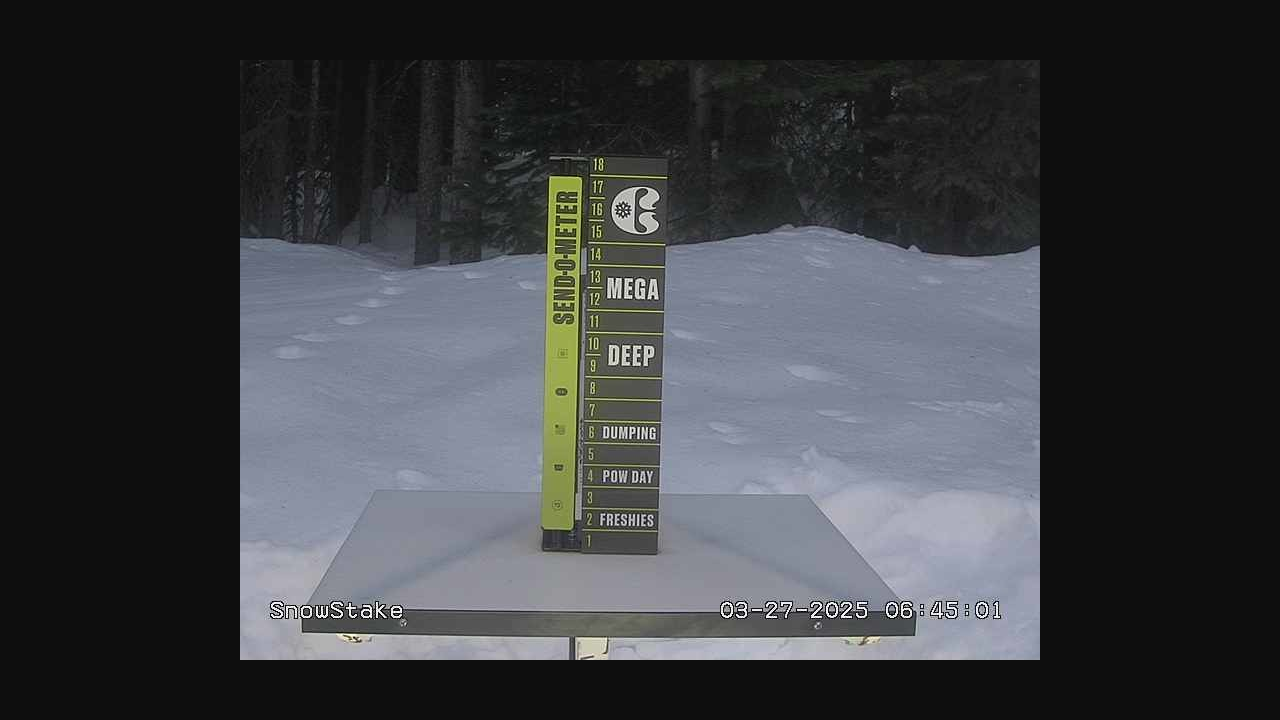 18
17
16
15
14
13
MEGA
12
11
10
DEEP
9
8
7
6 DUMPING
5
4 POW DAY
3
2 FRESHIES
1
SEND-O-METER
SnowStake
03-27-2025 06:45:01